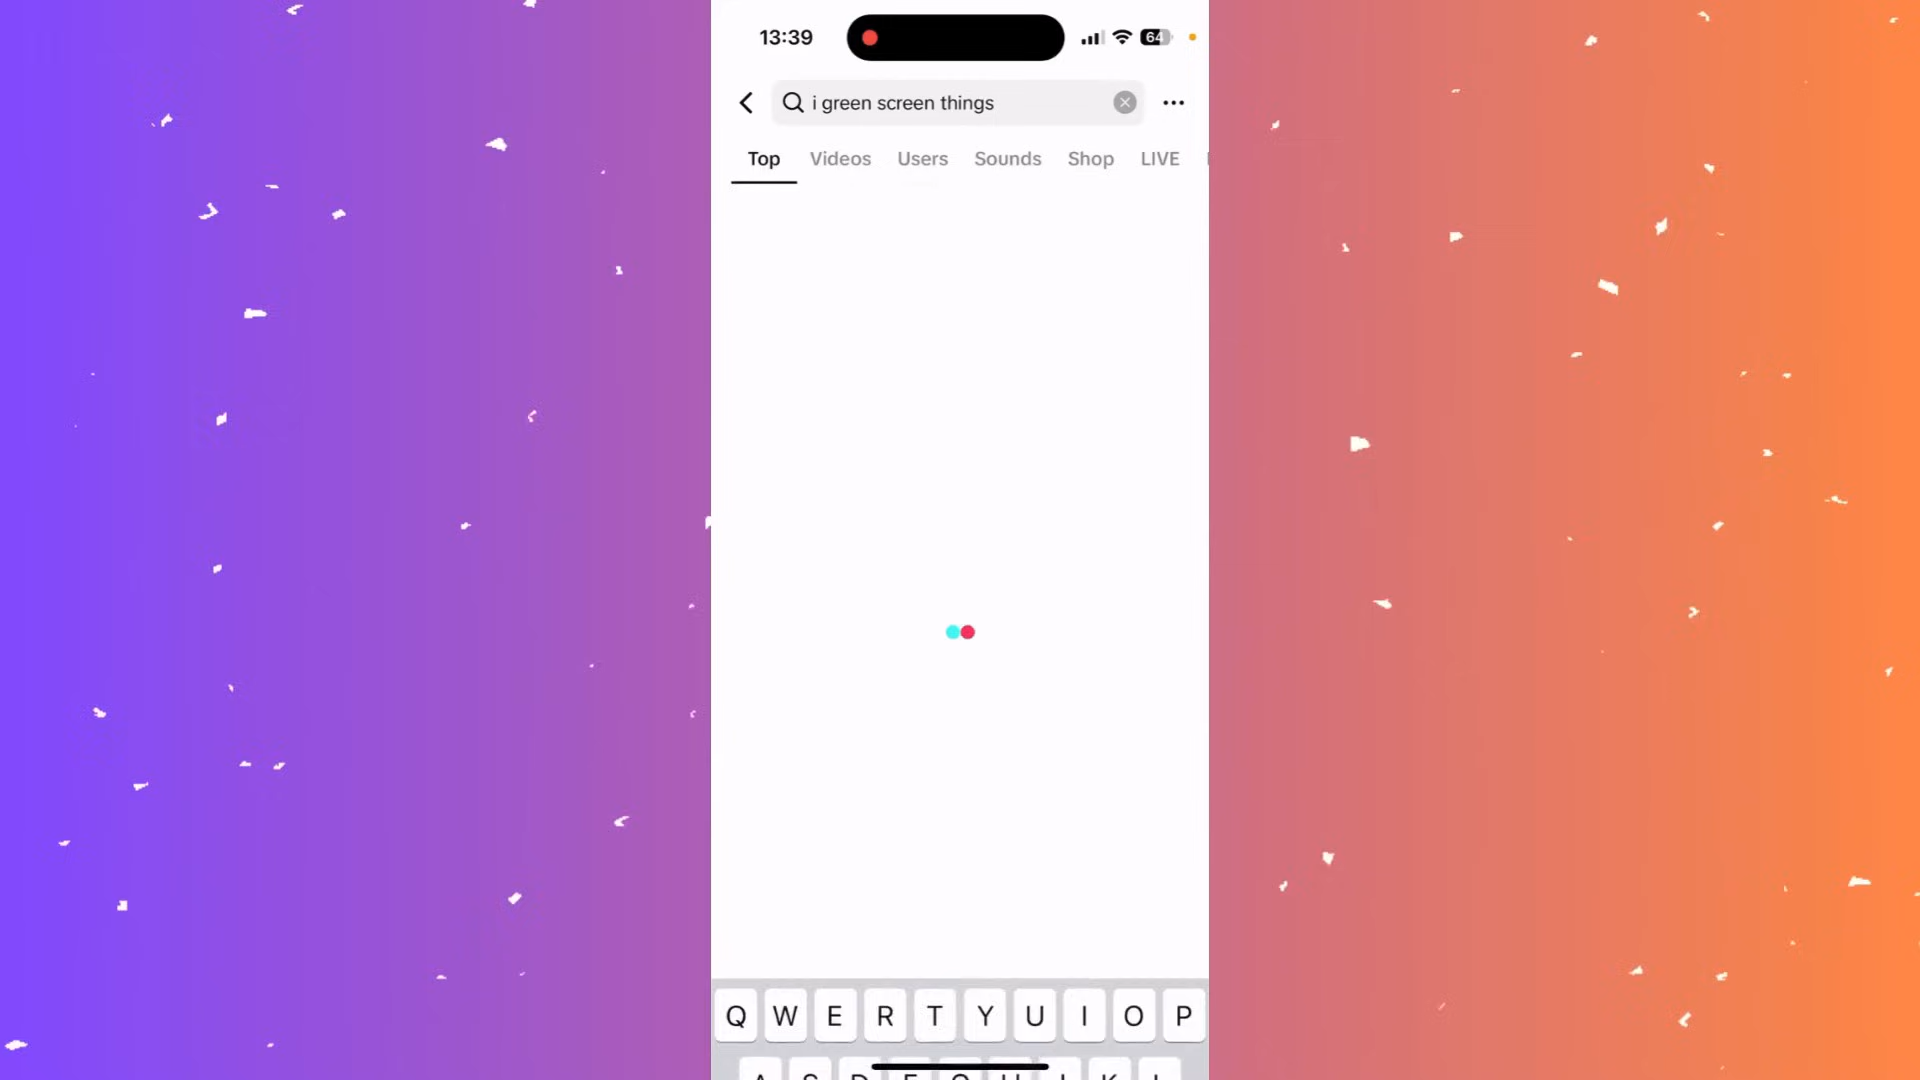 13:39
64
i green screen things
Top Videos Users Sounds Shop LIVE
Q W E R T Y U I O P
A S D F G H J K L